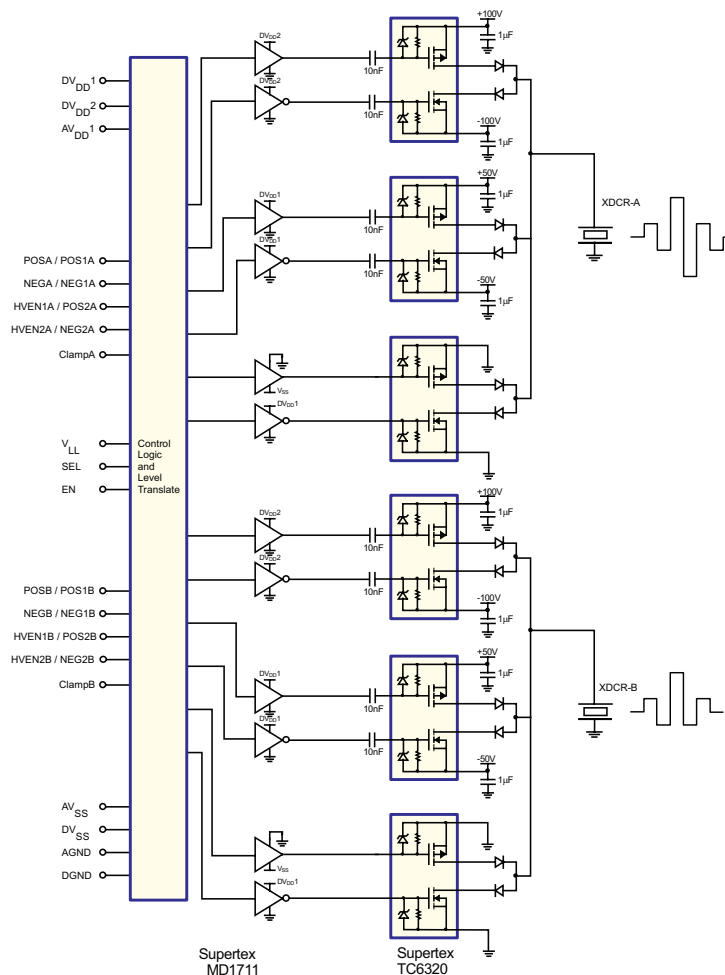 DVDD1
DVDD2
AVDD1
POSA / POS1A
NEGA / NEG1A
HVEN1A / POS2A
HVEN2A / NEG2A
ClampA
VLL
SEL
EN
POSB / POS1B
NEGB / NEG1B
HVEN1B / POS2B
HVEN2B / NEG2B
ClampB
AVSS
DVSS
AGND
DGND
Control
Logic
and
Level
Translate
DVDD2
10nF
+100V
1µF
DVDD2
10nF
-100V
1µF
DVDD1
10nF
+50V
1µF
DVDD1
10nF
-50V
1µF
VSS
DVDD1
XDCR-A
DVDD2
10nF
+100V
1µF
DVDD2
10nF
-100V
1µF
DVDD1
10nF
+50V
1µF
DVDD1
10nF
-50V
1µF
VSS
DVDD1
XDCR-B
Supertex
MD1711
Supertex
TC6320